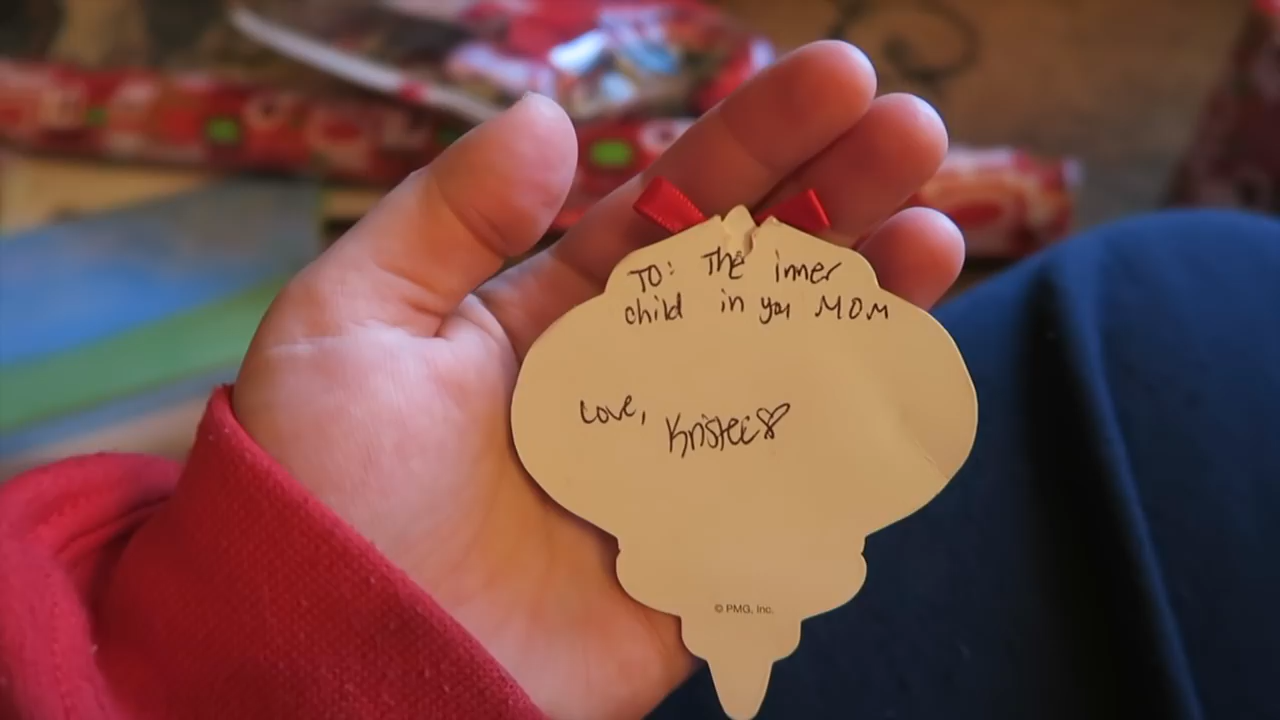 TO: The inner
child in you MOM
Love,
Kristee♡
© PMG, Inc.